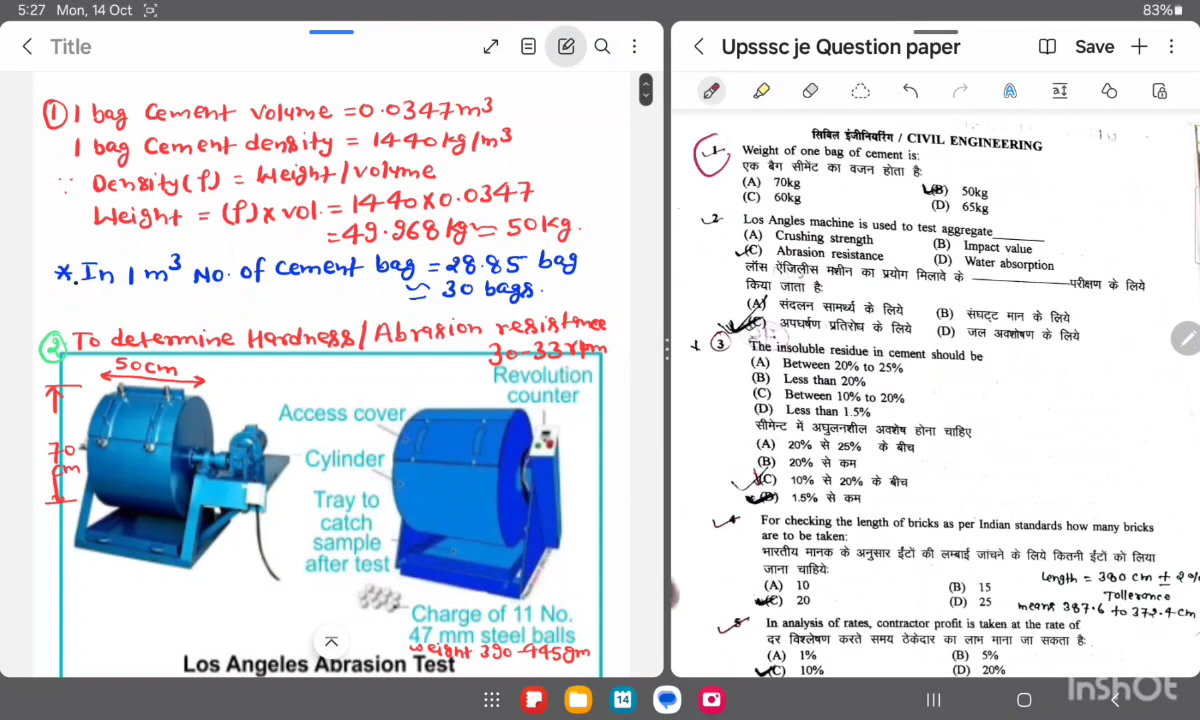 5:27 Mon, 14 Oct
83%
Title
① 1 bag Cement volume = 0.0347 m³
1 bag Cement density = 1440 kg/m³
∵ Density(ρ) = Weight / volume
Weight = (ρ) x vol. = 1440 x 0.0347
= 49.968 kg ≃ 50 kg.
*. In 1 m³ No. of cement bag = 28.85 bag
≃ 30 bags.
② To determine Hardness/Abrasion resistance
30-33 rpm
50cm
70 cm
Revolution
counter
Access cover
Cylinder
Tray to
catch
sample
after test
Charge of 11 No.
47 mm steel balls
weight 390-445gm
Los Angeles Abrasion Test
Upsssc je Question paper
Save
सिविल इंजीनियरिंग / CIVIL ENGINEERING
1. Weight of one bag of cement is:
एक बैग सीमेंट का वजन होता है:
(A) 70kg (B) 50kg
(C) 60kg (D) 65kg
2. Los Angles machine is used to test aggregate________
(A) Crushing strength (B) Impact value
(C) Abrasion resistance (D) Water absorption
लॉस ऐंजिलीस मशीन का प्रयोग मिलावे के ________ परीक्षण के लिये
किया जाता है:
(A) संदलन सामर्थ्य के लिये (B) संघट्ट मान के लिये
(C) अपघर्षण प्रतिरोध के लिये (D) जल अवशोषण के लिये
3 The insoluble residue in cement should be
(A) Between 20% to 25%
(B) Less than 20%
(C) Between 10% to 20%
(D) Less than 1.5%
सीमेन्ट में अघुलनशील अवशेष होना चाहिए
(A) 20% से 25% के बीच
(B) 20% से कम
(C) 10% से 20% के बीच
(D) 1.5% से कम
4 For checking the length of bricks as per Indian standards how many bricks
are to be taken:
भारतीय मानक के अनुसार ईंटों की लम्बाई जांचने के लिये कितनी ईंटों को लिया
जाना चाहिये:
(A) 10 (B) 15
(C) 20 (D) 25
Length = 380 cm ± 2%
Tollerance
means 387.6 to 372.4 cm
5 In analysis of rates, contractor profit is taken at the rate of
दर विश्लेषण करते समय ठेकेदार का लाभ माना जा सकता है:
(A) 1% (B) 5%
(C) 10% (D) 20%
14
InShOt